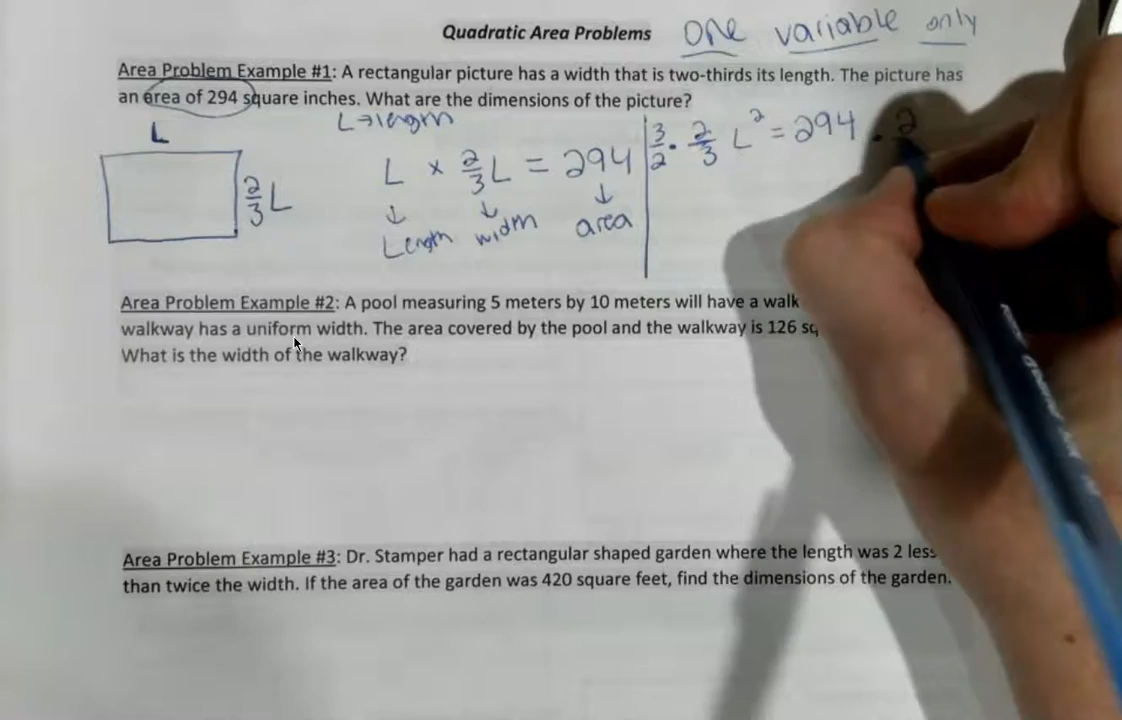 Quadratic Area Problems one variable only
Area Problem Example #1: A rectangular picture has a width that is two-thirds its length. The picture has
an area of 294 square inches. What are the dimensions of the picture?
L L→length
L × 2/3 L = 294 3/2 · 2/3 L² = 294 · 2
2/3 L
↓ ↓ ↓
Length width area
Area Problem Example #2: A pool measuring 5 meters by 10 meters will have a walk
walkway has a uniform width. The area covered by the pool and the walkway is 126 sq
What is the width of the walkway?
Area Problem Example #3: Dr. Stamper had a rectangular shaped garden where the length was 2 less
than twice the width. If the area of the garden was 420 square feet, find the dimensions of the garden.